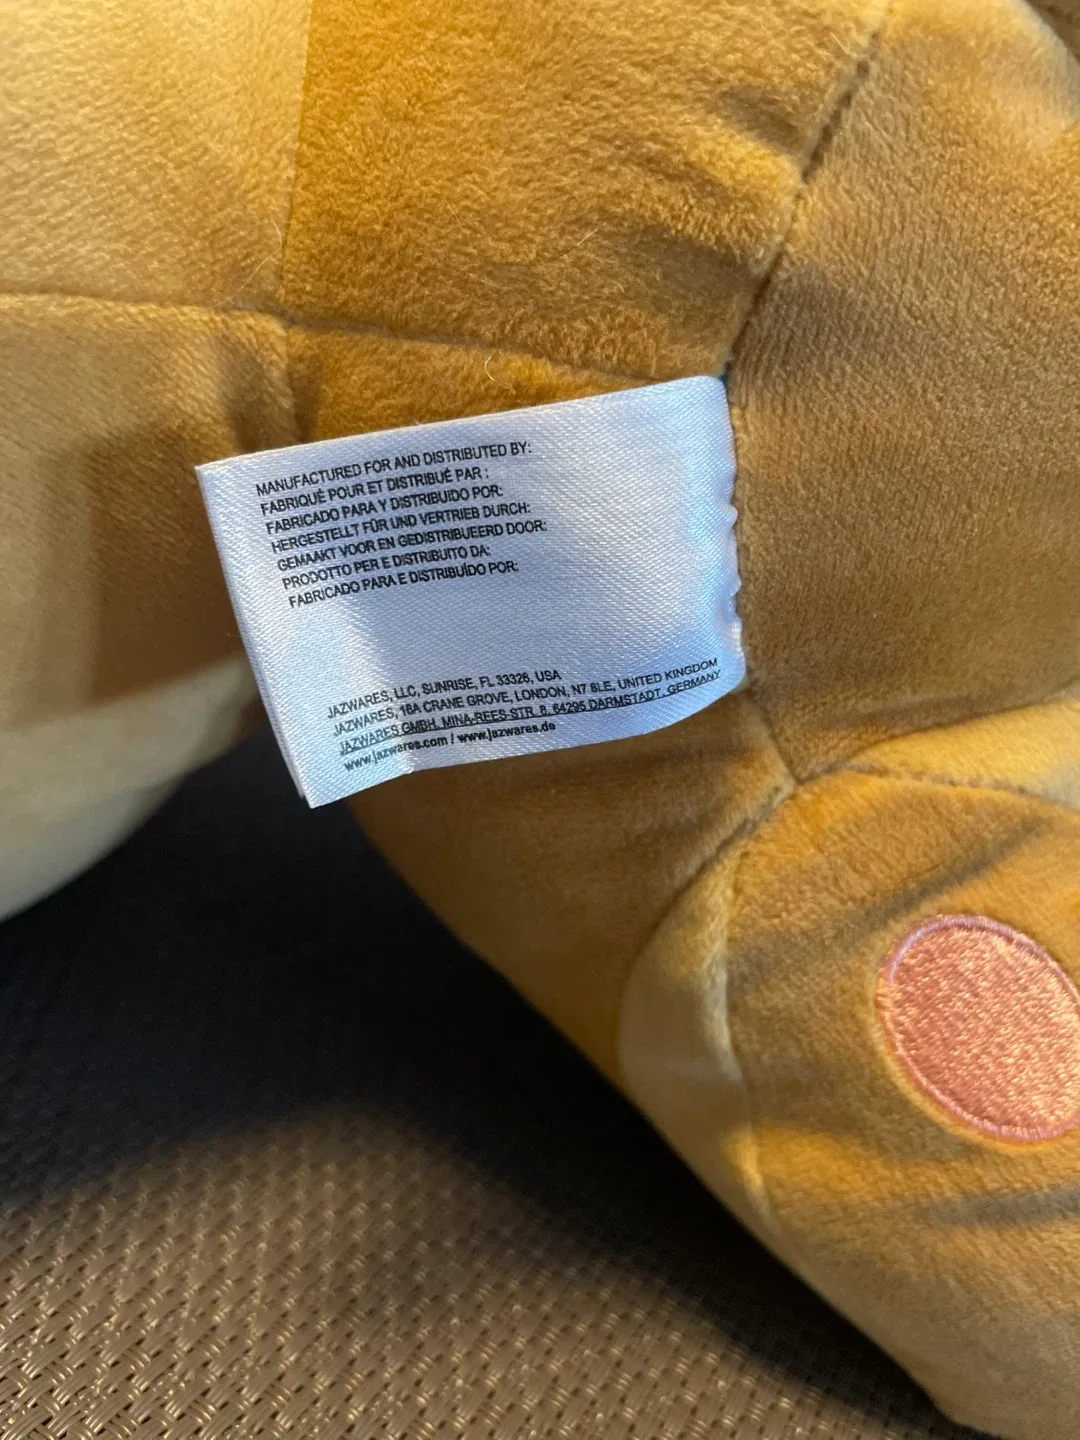 MANUFACTURED FOR AND DISTRIBUTED BY:
FABRIQUÉ POUR ET DISTRIBUÉ PAR :
FABRICADO PARA Y DISTRIBUIDO POR:
HERGESTELLT FÜR UND VERTRIEB DURCH:
GEMAAKT VOOR EN GEDISTRIBUEERD DOOR:
PRODOTTO PER E DISTRIBUITO DA:
FABRICADO PARA E DISTRIBUÍDO POR:
JAZWARES, LLC, SUNRISE, FL 33326, USA
JAZWARES, 16A CRANE GROVE, LONDON, N7 8LE, UNITED KINGDOM
JAZWARES GMBH, MINA-REES-STR. 8, 64295 DARMSTADT, GERMANY
www.jazwares.com / www.jazwares.de